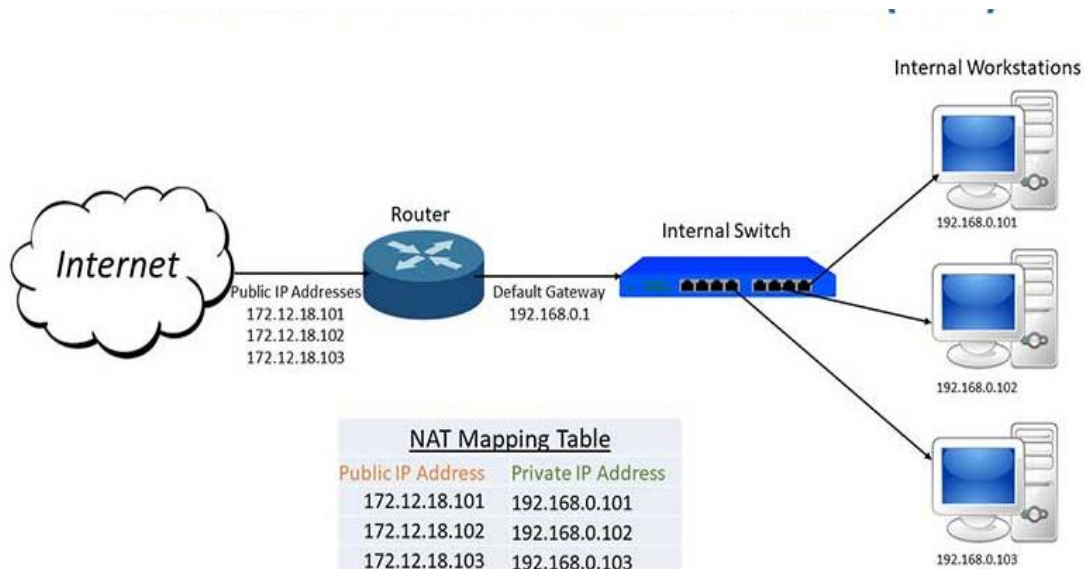 Internal Workstations
192.168.0.101
Router
Internal Switch
Internet
Public IP Addresses
172.12.18.101
172.12.18.102
172.12.18.103
Default Gateway
192.168.0.1
192.168.0.102
192.168.0.103
NAT Mapping Table
Public IP Address Private IP Address
172.12.18.101 192.168.0.101
172.12.18.102 192.168.0.102
172.12.18.103 192.168.0.103